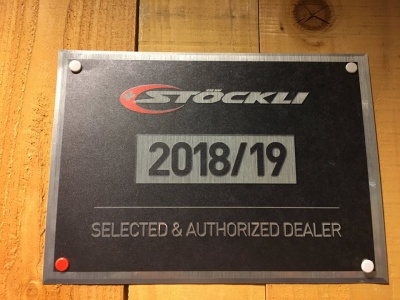 STÖCKLI
2018/19
SELECTED & AUTHORIZED DEALER